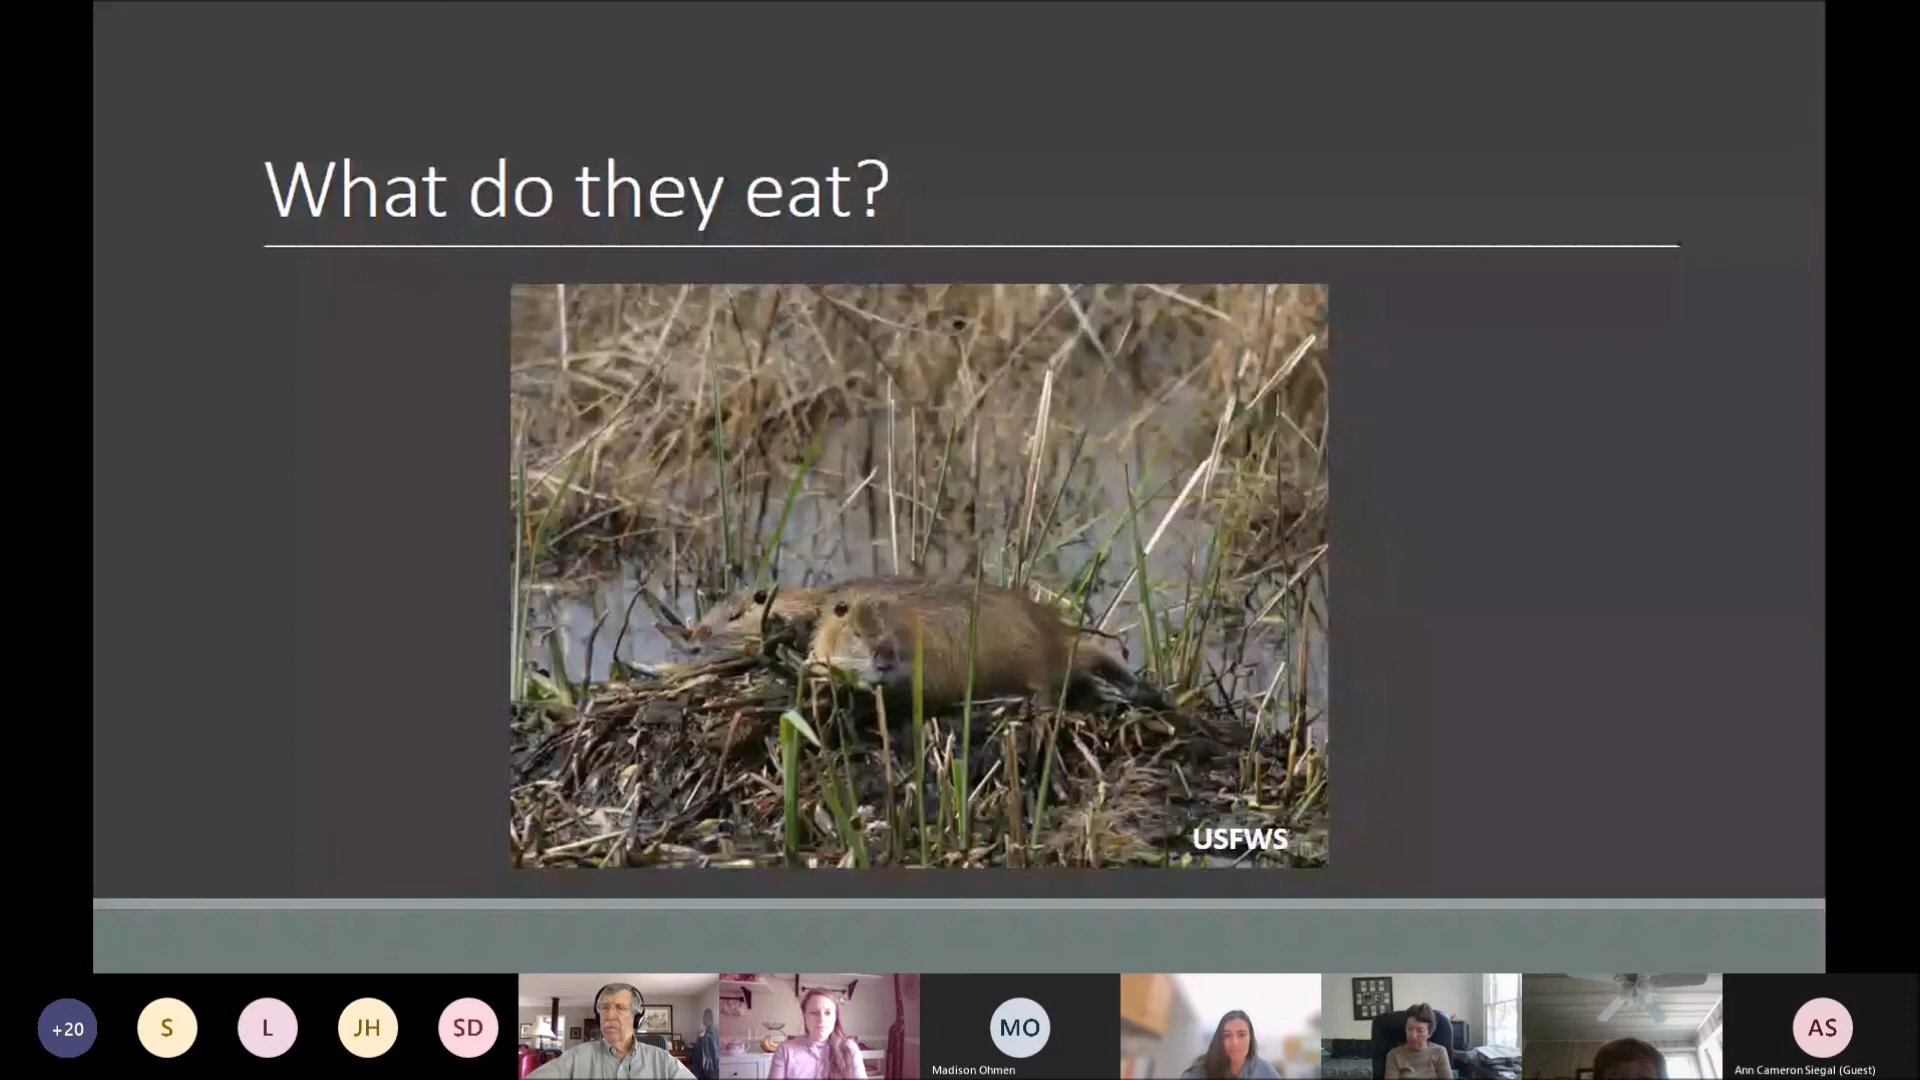 What do they eat?
USFWS
+20
S
L
JH
SD
MO
Madison Ohmen
AS
Ann Cameron Siegal (Guest)